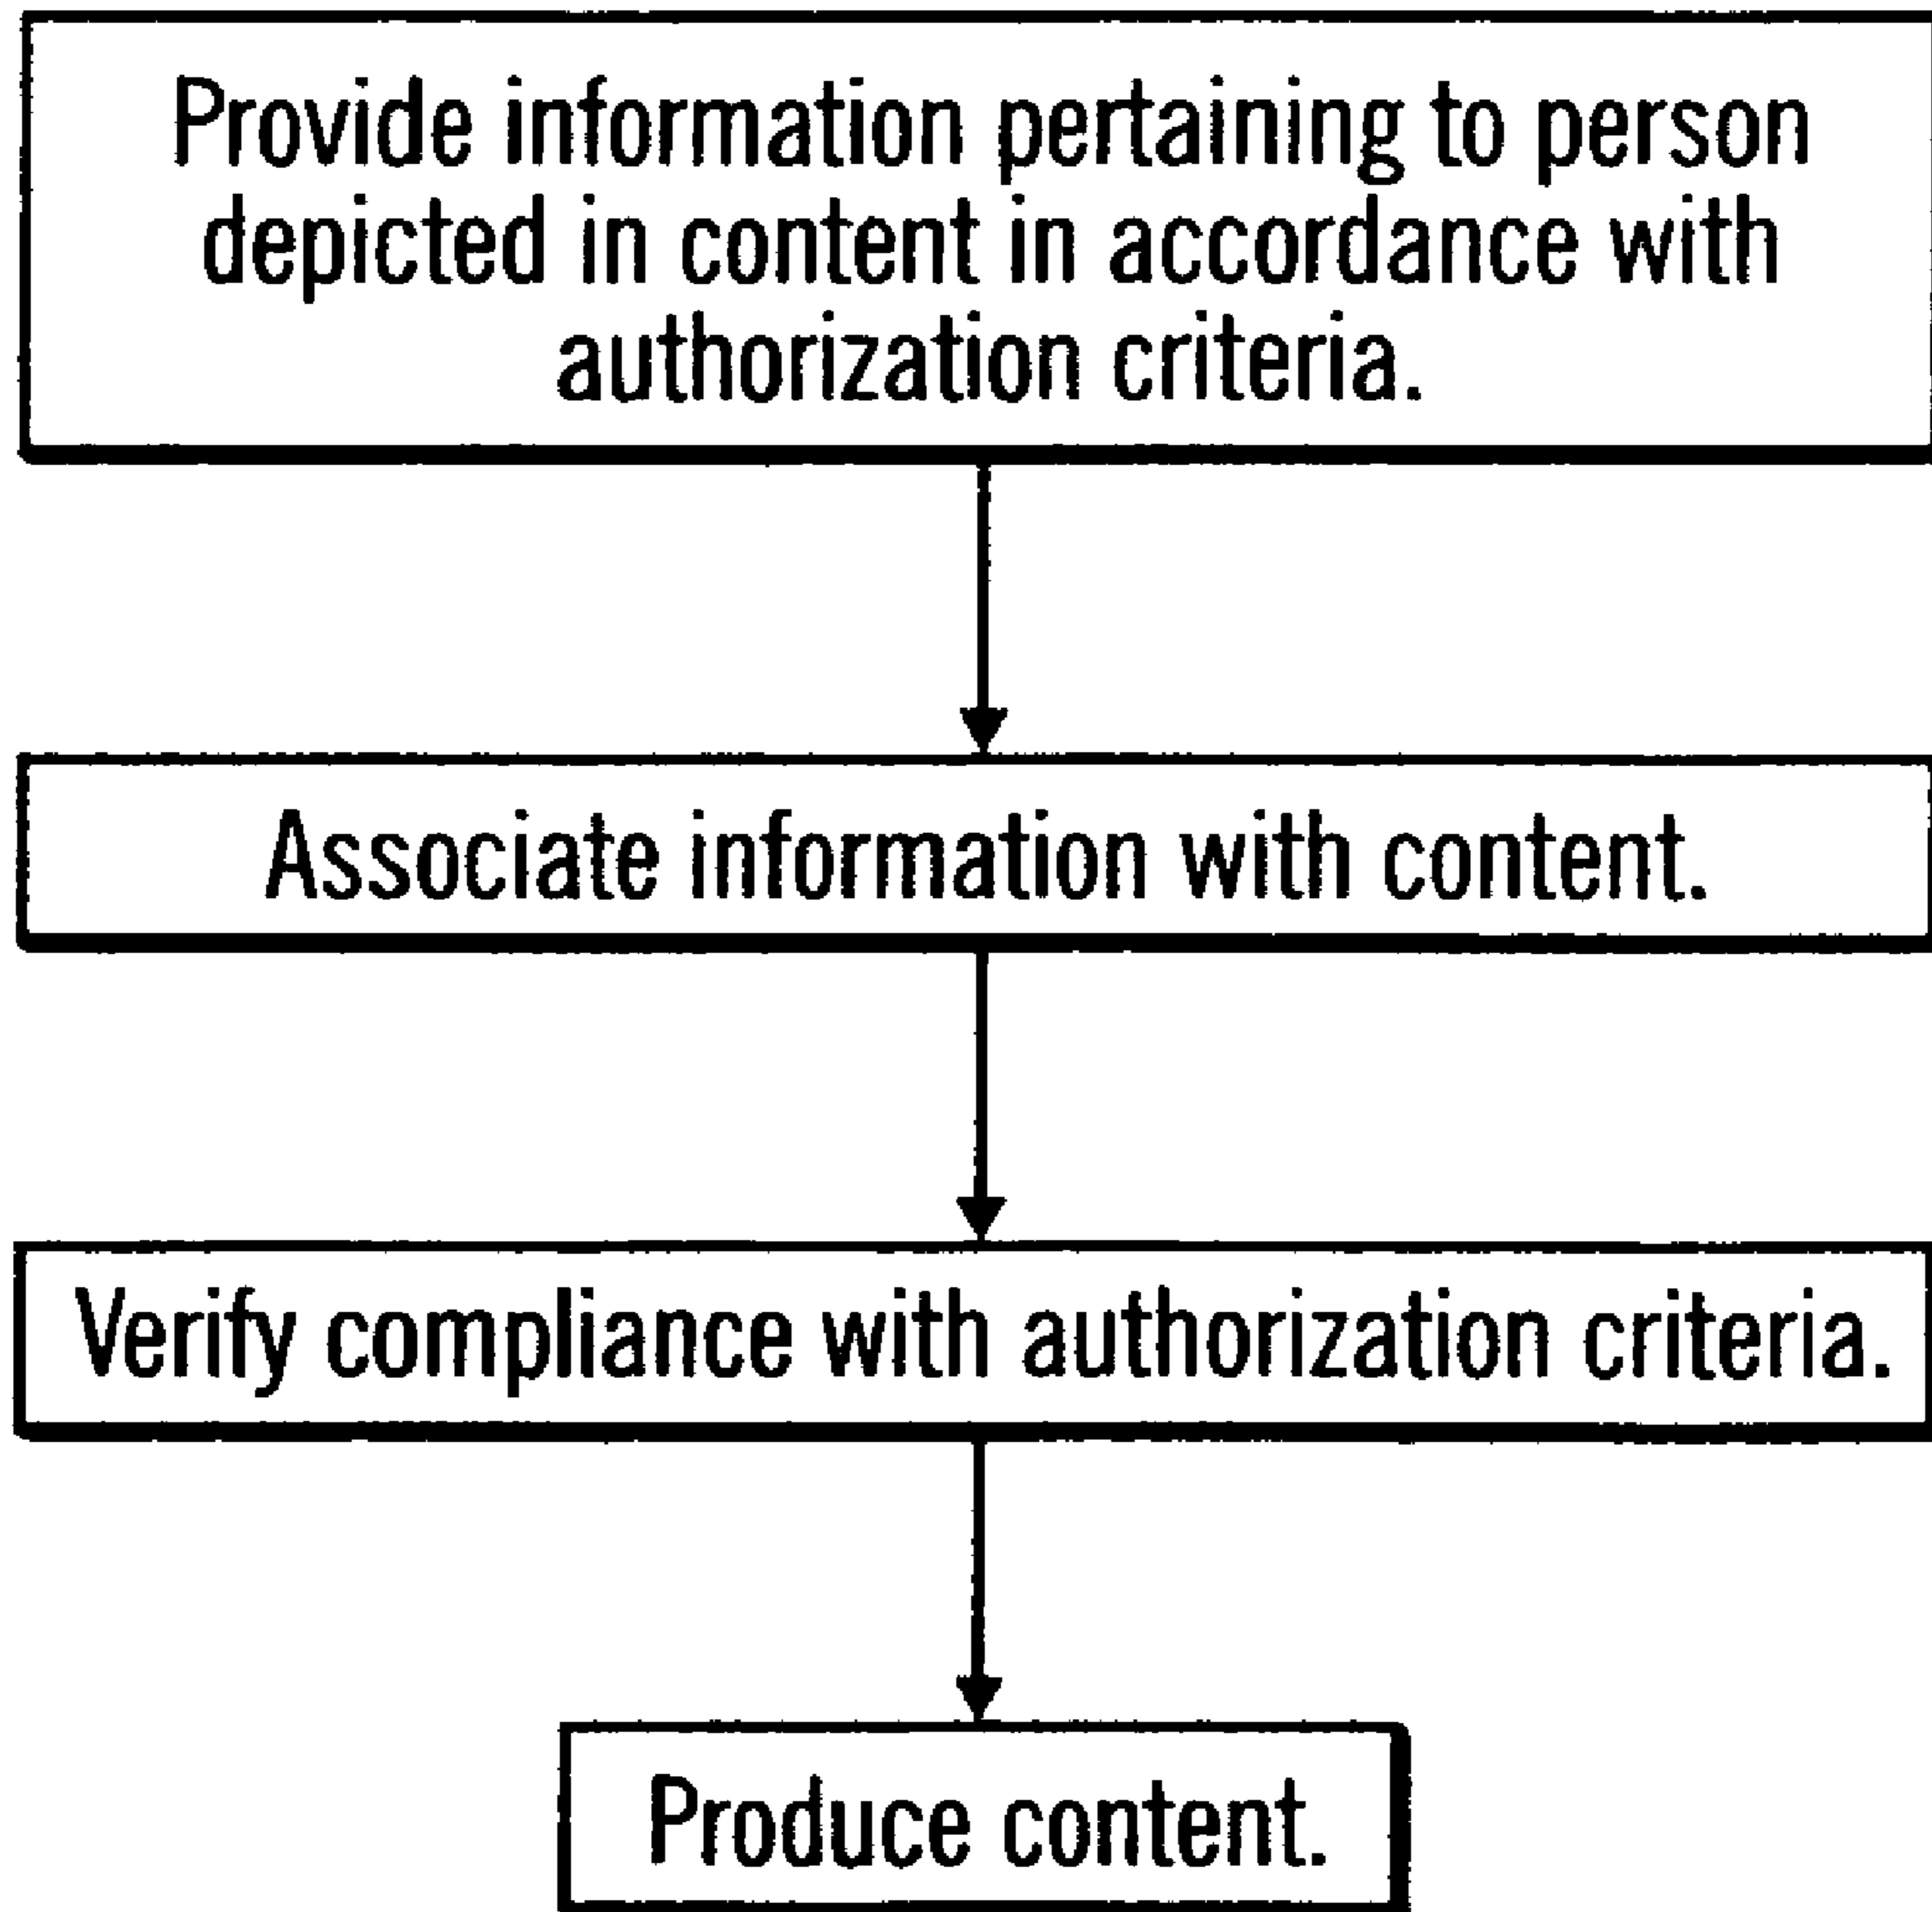 Provide information pertaining to person
depicted in content in accordance with
authorization criteria.
Associate information with content.
Verify compliance with authorization criteria.
Produce content.